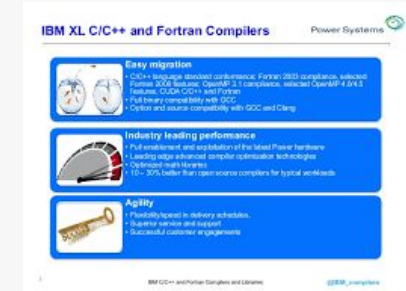 IBM XL C/C++ and Fortran Compilers
Power Systems
Easy migration
• C/C++ language standard conformance; Fortran 2003 compliance, selected
Fortran 2008 features; OpenMP 3.1 compliance, selected OpenMP 4.0/4.5
features, CUDA C/C++ and Fortran
• Full binary compatibility with GCC
• Option and source compatibility with GCC and Clang
Industry leading performance
• Full enablement and exploitation of the latest Power hardware
• Leading edge advanced compiler optimization technologies
• Optimized math libraries
• 10 – 30% better than open source compilers for typical workloads
Agility
• Flexibility/speed in delivery schedules.
• Superior service and support
• Successful customer engagements
IBM C/C++ and Fortran Compilers and Libraries
@IBM_compilers